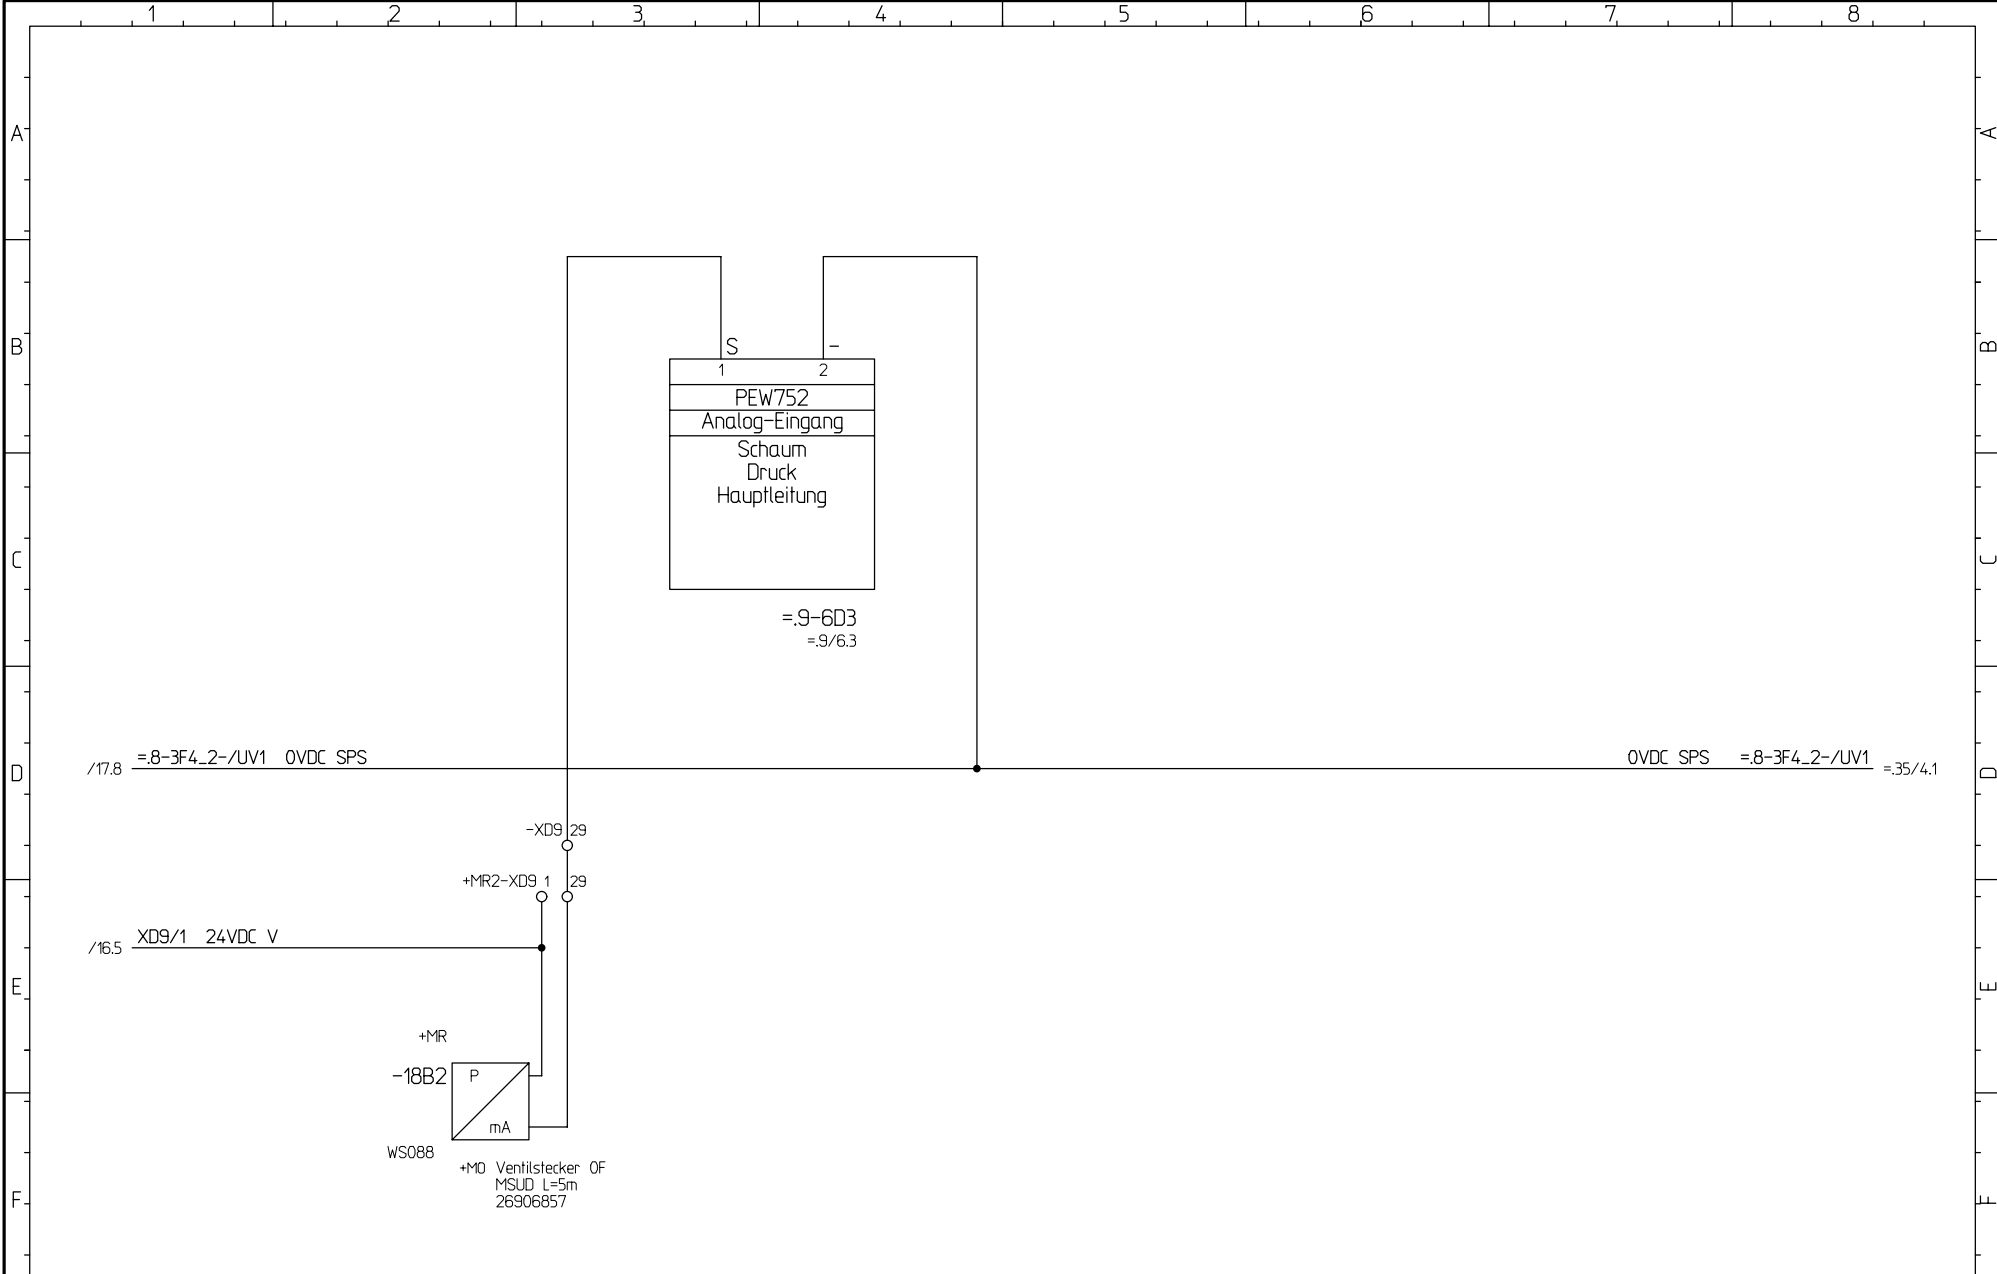 1 2 3 4 5 6 7 8
A A
S -
B B
1 2
PEW752
Analog-Eingang
Schaum
Druck
Hauptleitung
C C
=.9-6D3
=.9/6.3
/17.8 =.8-3F4_2-/UV1 0VDC SPS 0VDC SPS =.8-3F4_2-/UV1 =.35/4.1
D D
-XD9 29
+MR2-XD9 1 29
/16.5 XD9/1 24VDC V
E E
+MR
-18B2 P
mA
WS088
+MO Ventilstecker OF
MSUD L=5m
26906857
F F